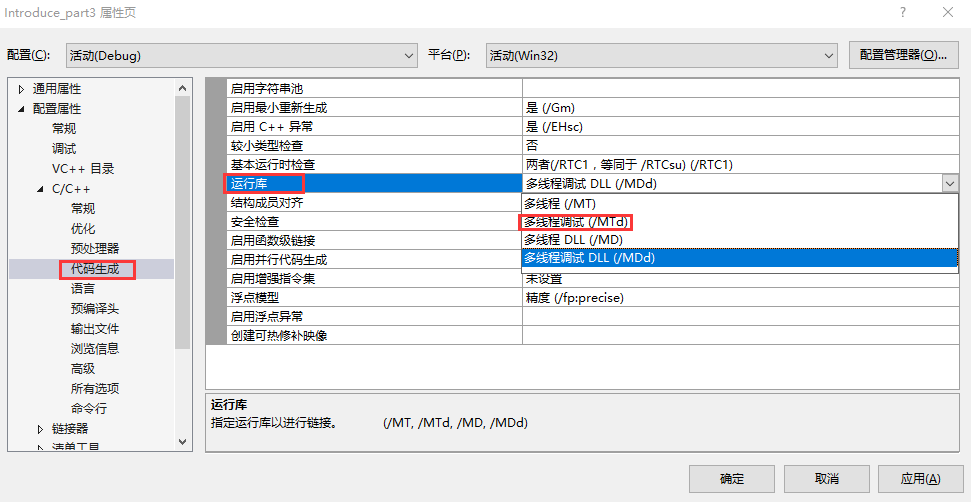 Introduce_part3 属性页
?
配置(C): 活动(Debug) 平台(P): 活动(Win32) 配置管理器(O)...
通用属性
配置属性
常规
调试
VC++ 目录
C/C++
常规
优化
预处理器
代码生成
语言
预编译头
输出文件
浏览信息
高级
所有选项
命令行
链接器
清单工具
启用字符串池
启用最小重新生成 是 (/Gm)
启用 C++ 异常 是 (/EHsc)
较小类型检查 否
基本运行时检查 两者(/RTC1，等同于 /RTCsu) (/RTC1)
运行库 多线程调试 DLL (/MDd)
结构成员对齐 多线程 (/MT)
安全检查 多线程调试 (/MTd)
启用函数级链接 多线程 DLL (/MD)
启用并行代码生成 多线程调试 DLL (/MDd)
启用增强指令集 未设置
浮点模型 精度 (/fp:precise)
启用浮点异常
创建可热修补映像
运行库
指定运行库以进行链接。 (/MT, /MTd, /MD, /MDd)
确定 取消 应用(A)